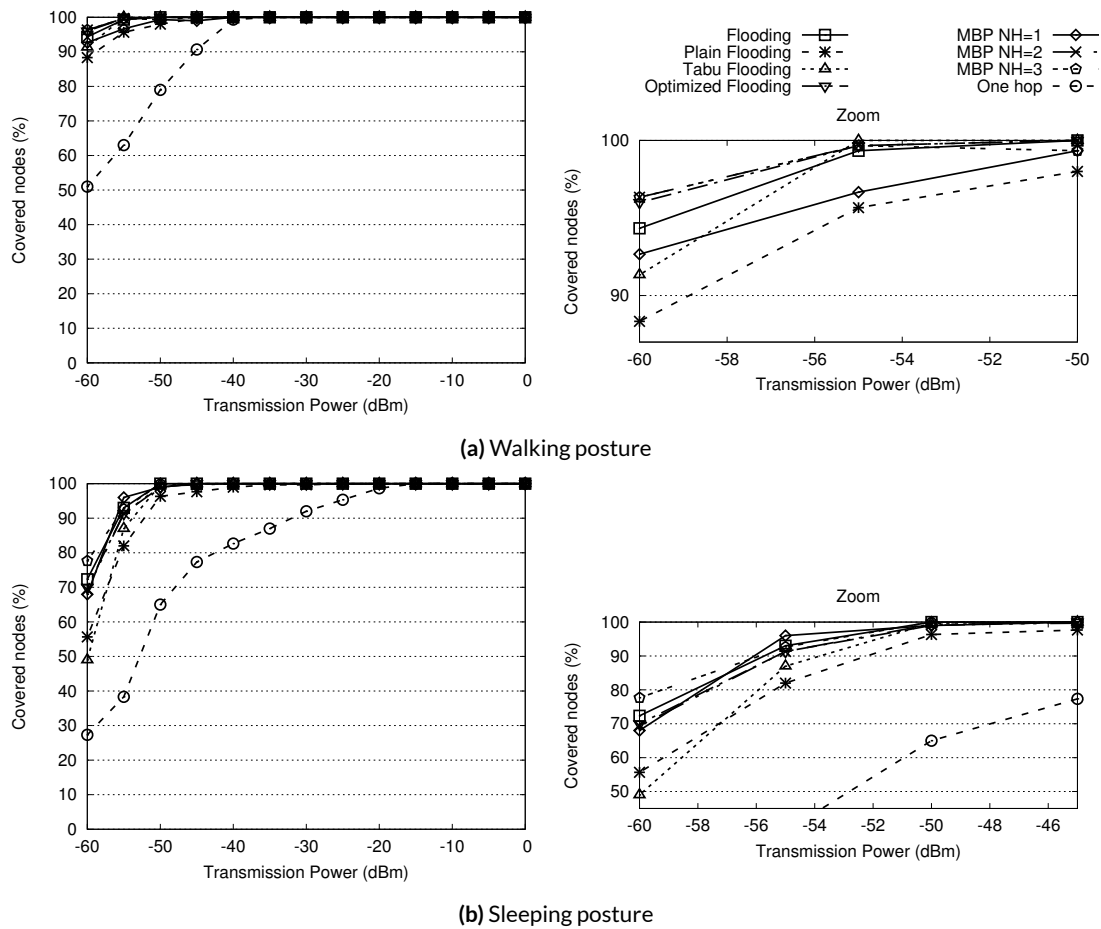 100
90
80
70
60
50
40
30
20
10
0
Covered nodes (%)
-60 -50 -40 -30 -20 -10 0
Transmission Power (dBm)
Flooding
Plain Flooding
Tabu Flooding
Optimized Flooding
MBP NH=1
MBP NH=2
MBP NH=3
One hop
Zoom
100
90
Covered nodes (%)
-60 -58 -56 -54 -52 -50
Transmission Power (dBm)
(a) Walking posture
100
90
80
70
60
50
40
30
20
10
0
Covered nodes (%)
-60 -50 -40 -30 -20 -10 0
Transmission Power (dBm)
Zoom
100
90
80
70
60
50
Covered nodes (%)
-60 -58 -56 -54 -52 -50 -48 -46
Transmission Power (dBm)
(b) Sleeping posture